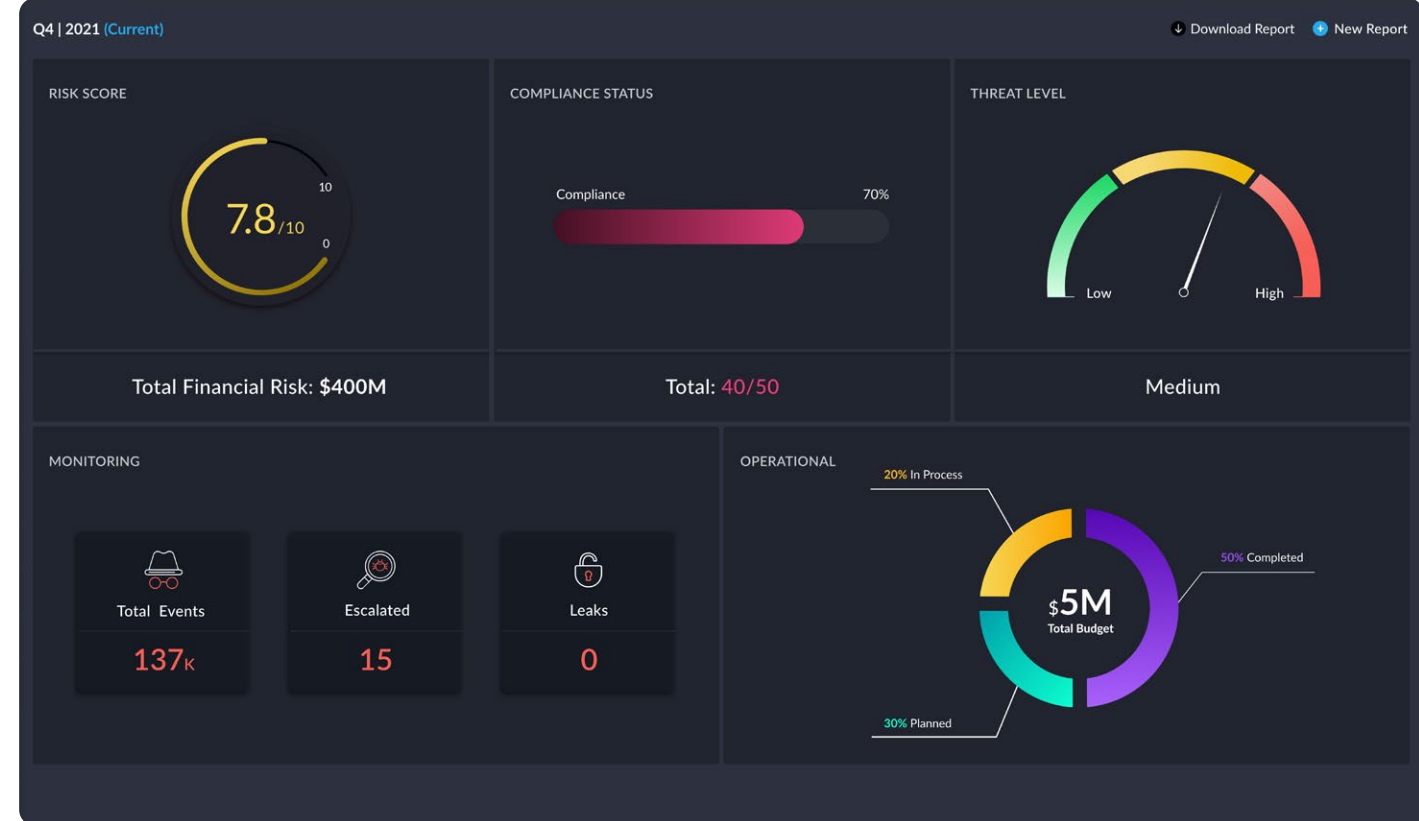 Q4 | 2021 (Current)
Download Report
New Report
RISK SCORE
10
7.8/10
0
Total Financial Risk: $400M
COMPLIANCE STATUS
Compliance 70%
Total: 40/50
THREAT LEVEL
Low
High
Medium
MONITORING
Total Events
137K
Escalated
15
Leaks
0
OPERATIONAL
20% In Process
50% Completed
$5M
Total Budget
30% Planned